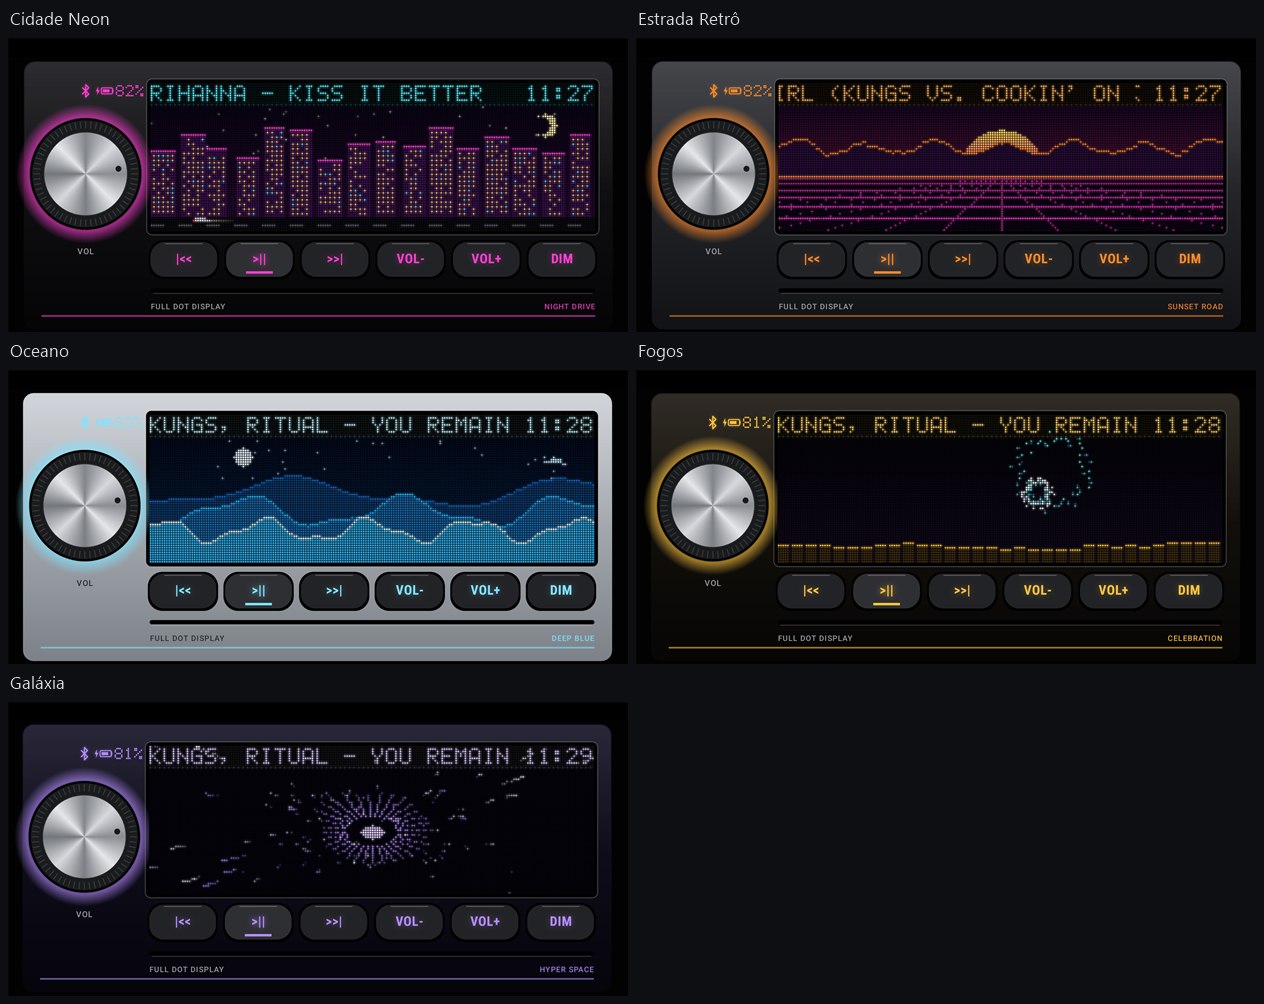 Cidade Neon
82%
RIHANNA - KISS IT BETTER 11:27
VOL
|<< >|| >>| VOL- VOL+ DIM
FULL DOT DISPLAY NIGHT DRIVE
Estrada Retrô
82%
(KUNGS VS. COOKIN' ON 11:27
VOL
|<< >|| >>| VOL- VOL+ DIM
FULL DOT DISPLAY SUNSET ROAD
Oceano
KUNGS, RITUAL - YOU REMAIN 11:28
VOL
|<< >|| >>| VOL- VOL+ DIM
FULL DOT DISPLAY DEEP BLUE
Fogos
81%
KUNGS, RITUAL - YOU REMAIN 11:28
VOL
|<< >|| >>| VOL- VOL+ DIM
FULL DOT DISPLAY CELEBRATION
Galáxia
81%
KUNGS, RITUAL - YOU REMAIN 11:29
VOL
|<< >|| >>| VOL- VOL+ DIM
FULL DOT DISPLAY HYPER SPACE